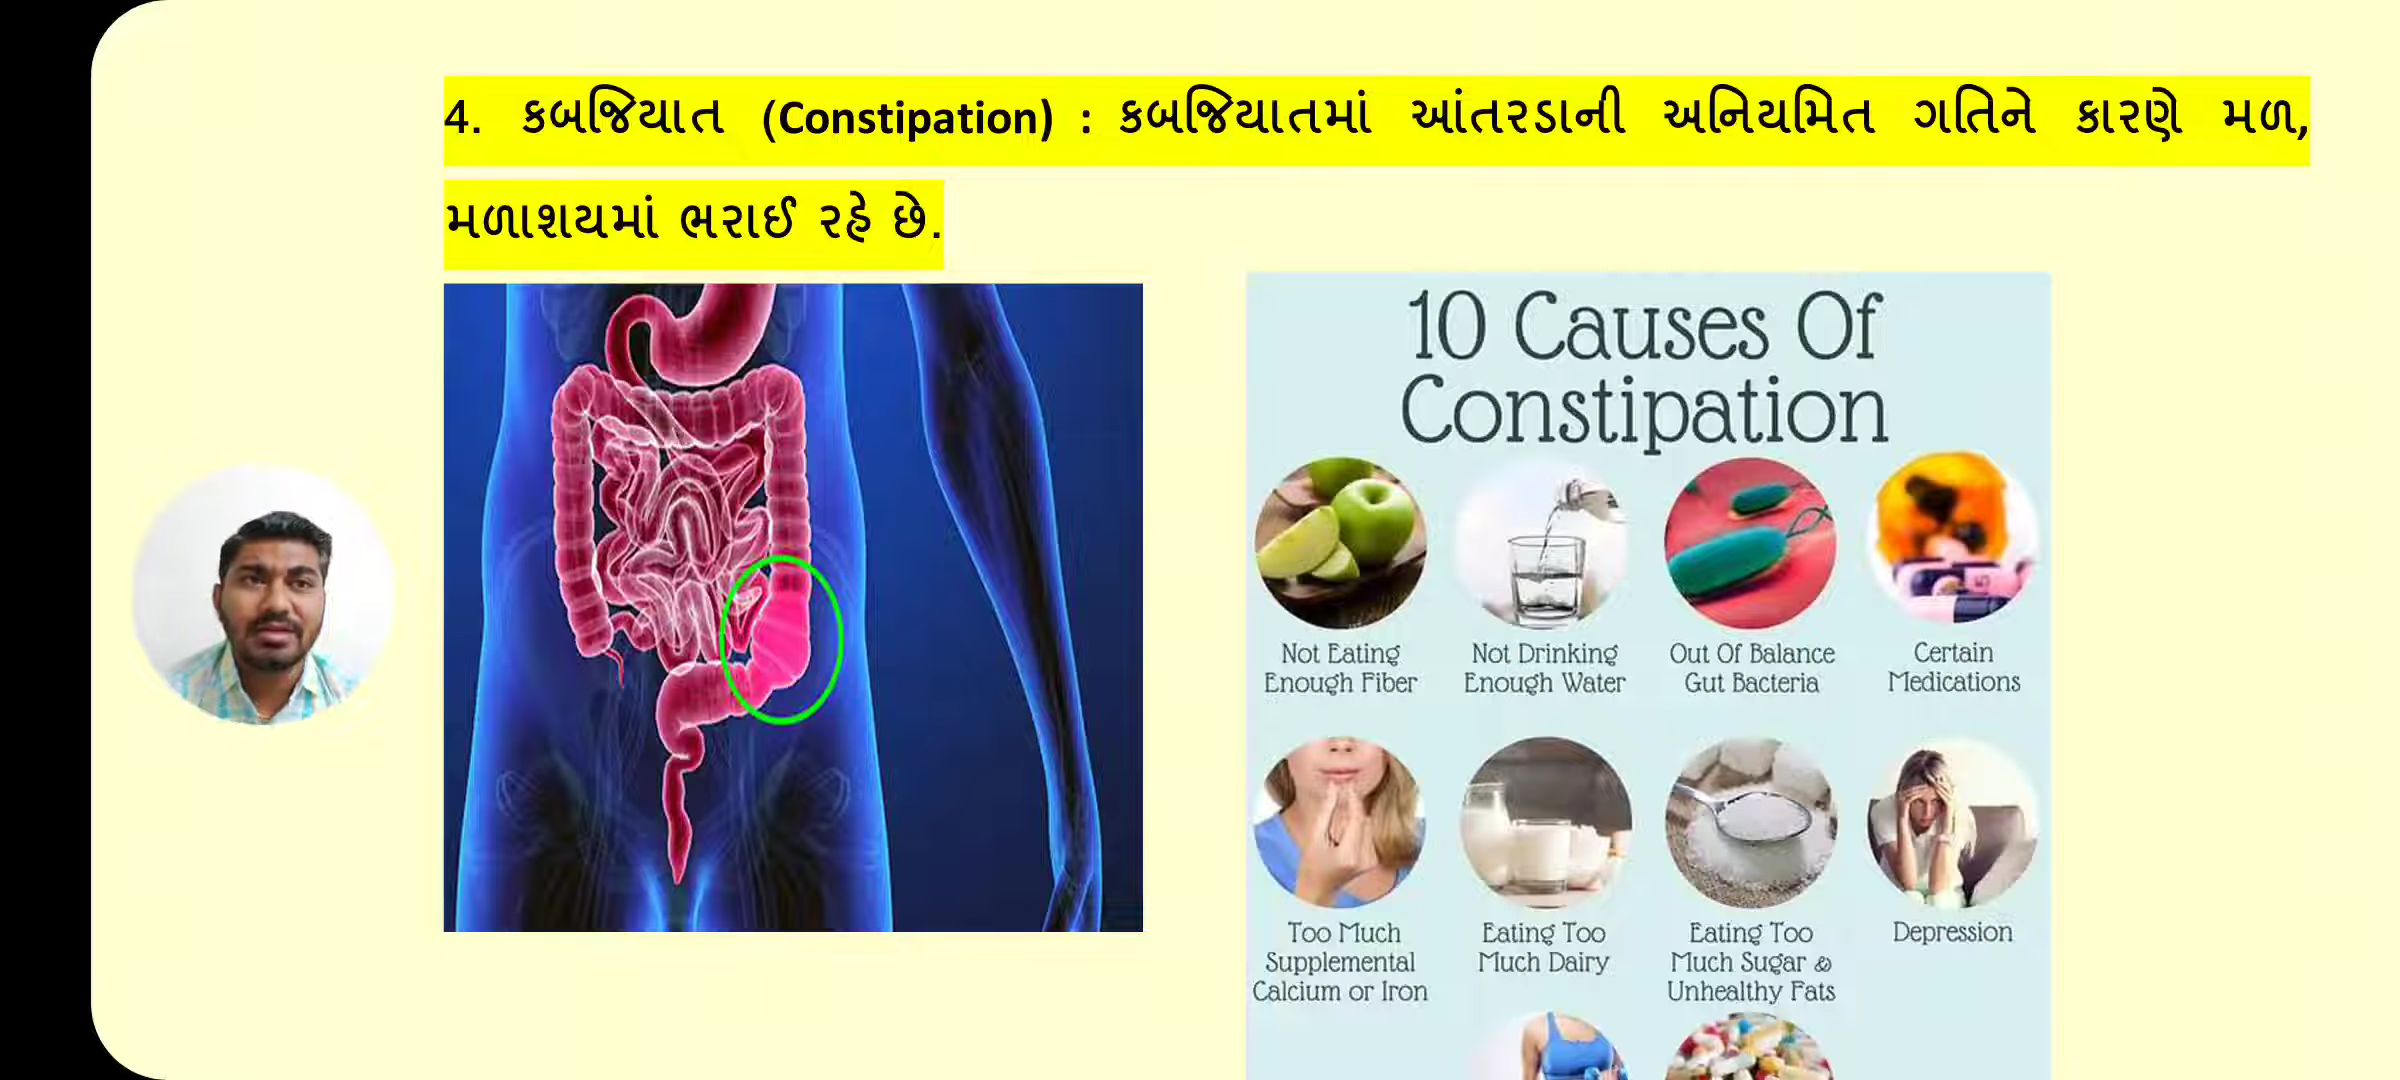 4. કબજિયાત (Constipation) : કબજિયાતમાં આંતરડાની અનિયમિત ગતિને કારણે મળ,
મળાશયમાં ભરાઈ રહે છે.
10 Causes Of
Constipation
Not Eating
Enough Fiber
Not Drinking
Enough Water
Out Of Balance
Gut Bacteria
Certain
Medications
Too Much
Supplemental
Calcium or Iron
Eating Too
Much Dairy
Eating Too
Much Sugar &
Unhealthy Fats
Depression